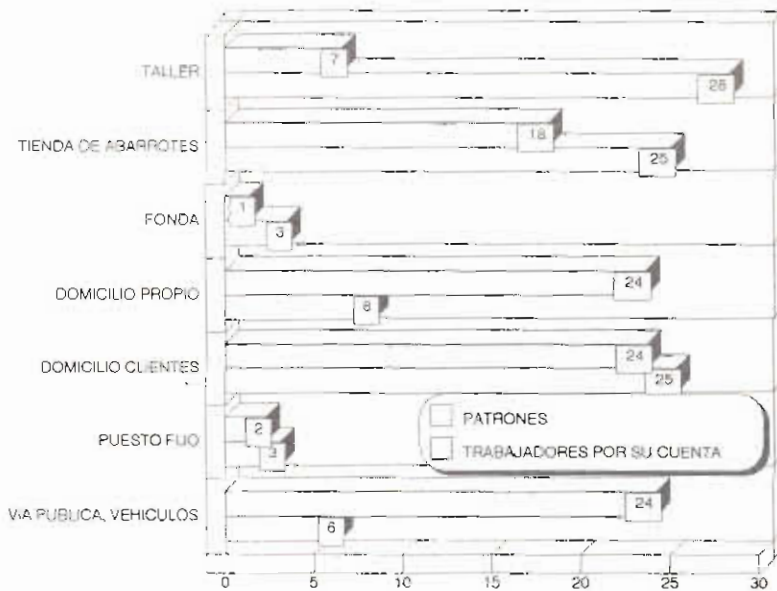 TALLER
7
28
TIENDA DE ABARROTES
18
25
FONDA
1
3
DOMICILIO PROPIO
24
8
DOMICILIO CLIENTES
24
25
PATRONES
TRABAJADORES POR SU CUENTA
PUESTO FIJO
2
3
VIA PUBLICA, VEHICULOS
24
6
0 5 10 15 20 25 30